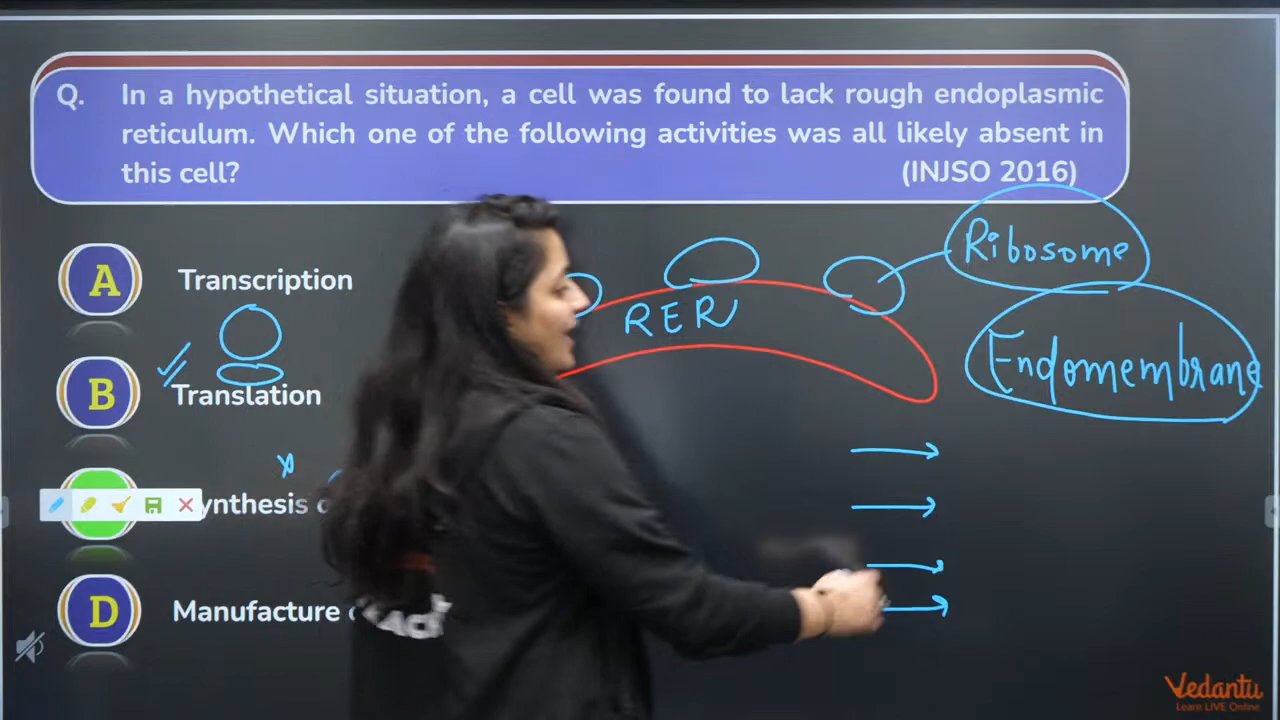 Q. In a hypothetical situation, a cell was found to lack rough endoplasmic
reticulum. Which one of the following activities was all likely absent in
this cell? (INJSO 2016)
A Transcription
B Translation
ynthesis
D Manufacture
RER
Ribosome
Endomembrane
Vedantu
Learn LIVE Online